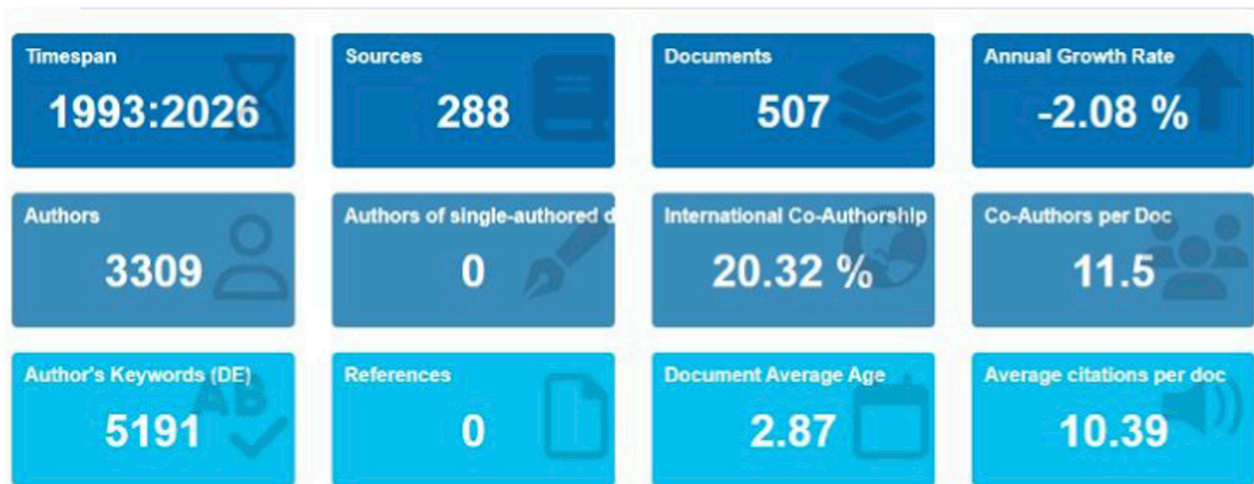 Timespan
1993:2026
Sources
288
Documents
507
Annual Growth Rate
-2.08 %
Authors
3309
Authors of single-authored d
0
International Co-Authorship
20.32 %
Co-Authors per Doc
11.5
Author's Keywords (DE)
AB
5191
References
0
Document Average Age
2.87
Average citations per doc
10.39